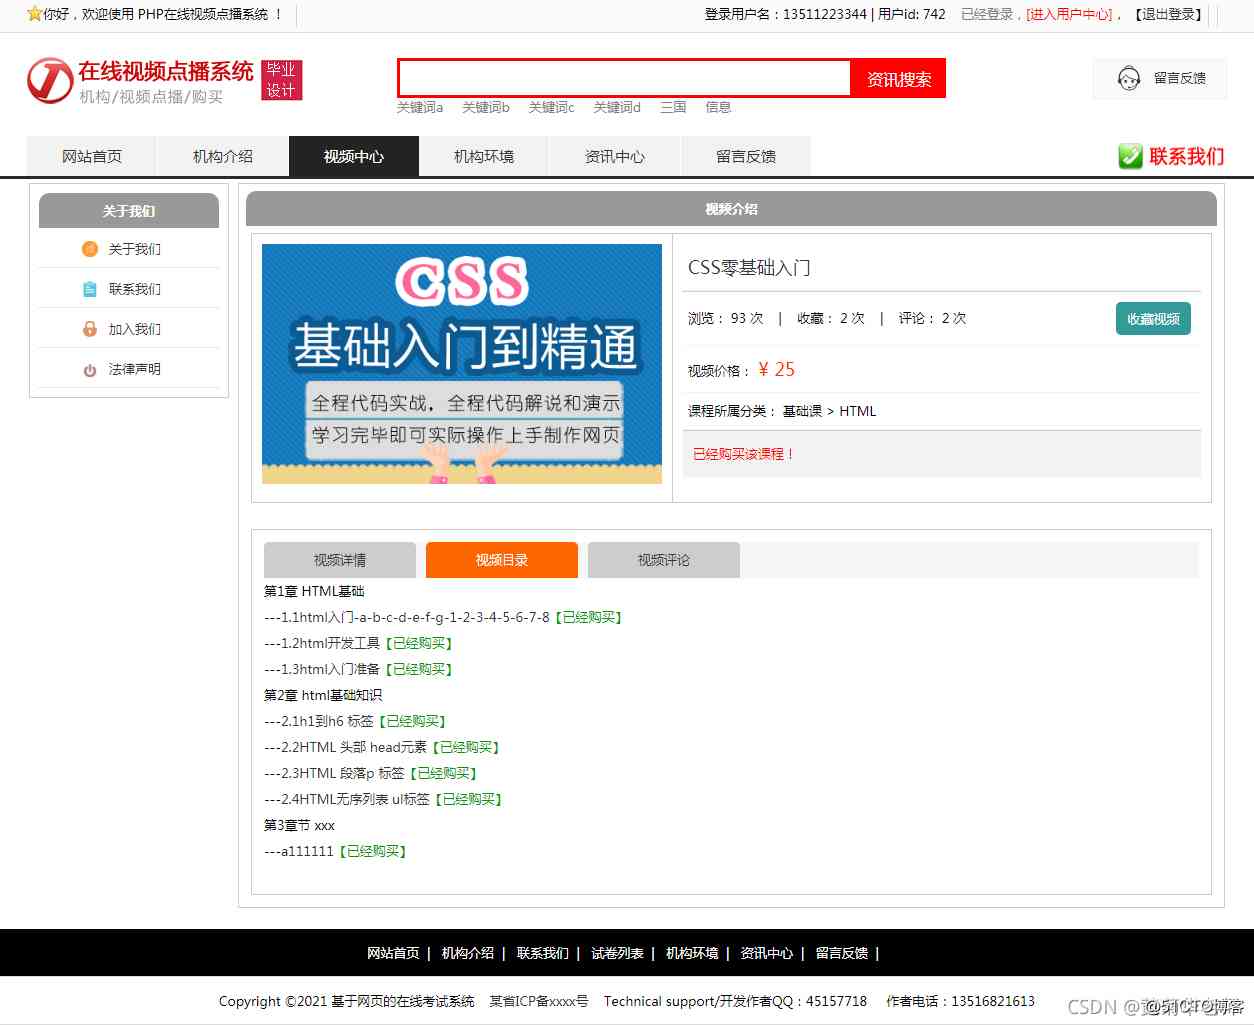 你好，欢迎使用 PHP在线视频点播系统 ！
登录用户名：13511223344 | 用户id: 742 已经登录，[进入用户中心]，【退出登录】
在线视频点播系统 毕业设计
机构/视频点播/购买
资讯搜索
关键词a 关键词b 关键词c 关键词d 三国 信息
留言反馈
网站首页 机构介绍 视频中心 机构环境 资讯中心 留言反馈 联系我们
关于我们
关于我们
联系我们
加入我们
法律声明
视频介绍
CSS
基础入门到精通
全程代码实战，全程代码解说和演示
学习完毕即可实际操作上手制作网页
CSS零基础入门
浏览： 93 次 | 收藏： 2 次 | 评论： 2 次
收藏视频
视频价格： ¥ 25
课程所属分类： 基础课 > HTML
已经购买该课程！
视频详情 视频目录 视频评论
第1章 HTML基础
---1.1html入门-a-b-c-d-e-f-g-1-2-3-4-5-6-7-8【已经购买】
---1.2html开发工具【已经购买】
---1.3html入门准备【已经购买】
第2章 html基础知识
---2.1h1到h6 标签【已经购买】
---2.2HTML 头部 head元素【已经购买】
---2.3HTML 段落p 标签【已经购买】
---2.4HTML无序列表 ul标签【已经购买】
第3章节 xxx
---a111111【已经购买】
网站首页 | 机构介绍 | 联系我们 | 试卷列表 | 机构环境 | 资讯中心 | 留言反馈 |
Copyright ©2021 基于网页的在线考试系统 某省ICP备xxxx号 Technical support/开发作者QQ：45157718 作者电话：13516821613
CSDN @51CTO博客